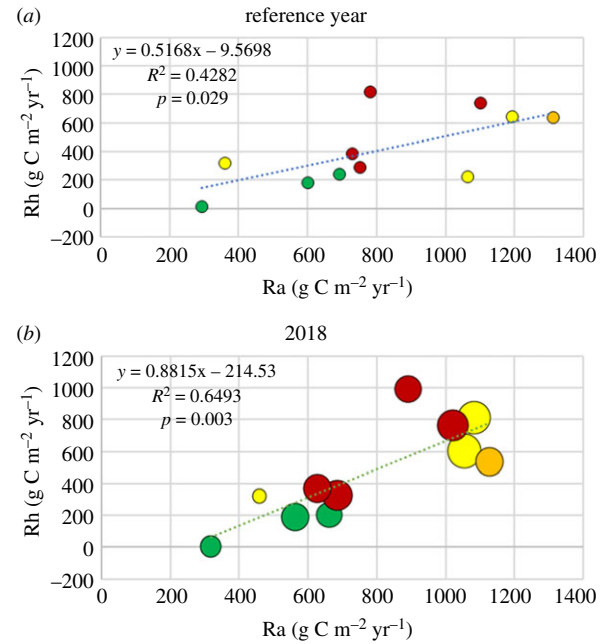 (a) reference year
1200
1000
800
600
400
200
0
−200
Rh (g C m−2 yr−1)
y = 0.5168x – 9.5698
R2 = 0.4282
p = 0.029
0 200 400 600 800 1000 1200 1400
Ra (g C m−2 yr−1)
(b) 2018
1200
1000
800
600
400
200
0
−200
Rh (g C m−2 yr−1)
y = 0.8815x – 214.53
R2 = 0.6493
p = 0.003
0 200 400 600 800 1000 1200 1400
Ra (g C m−2 yr−1)